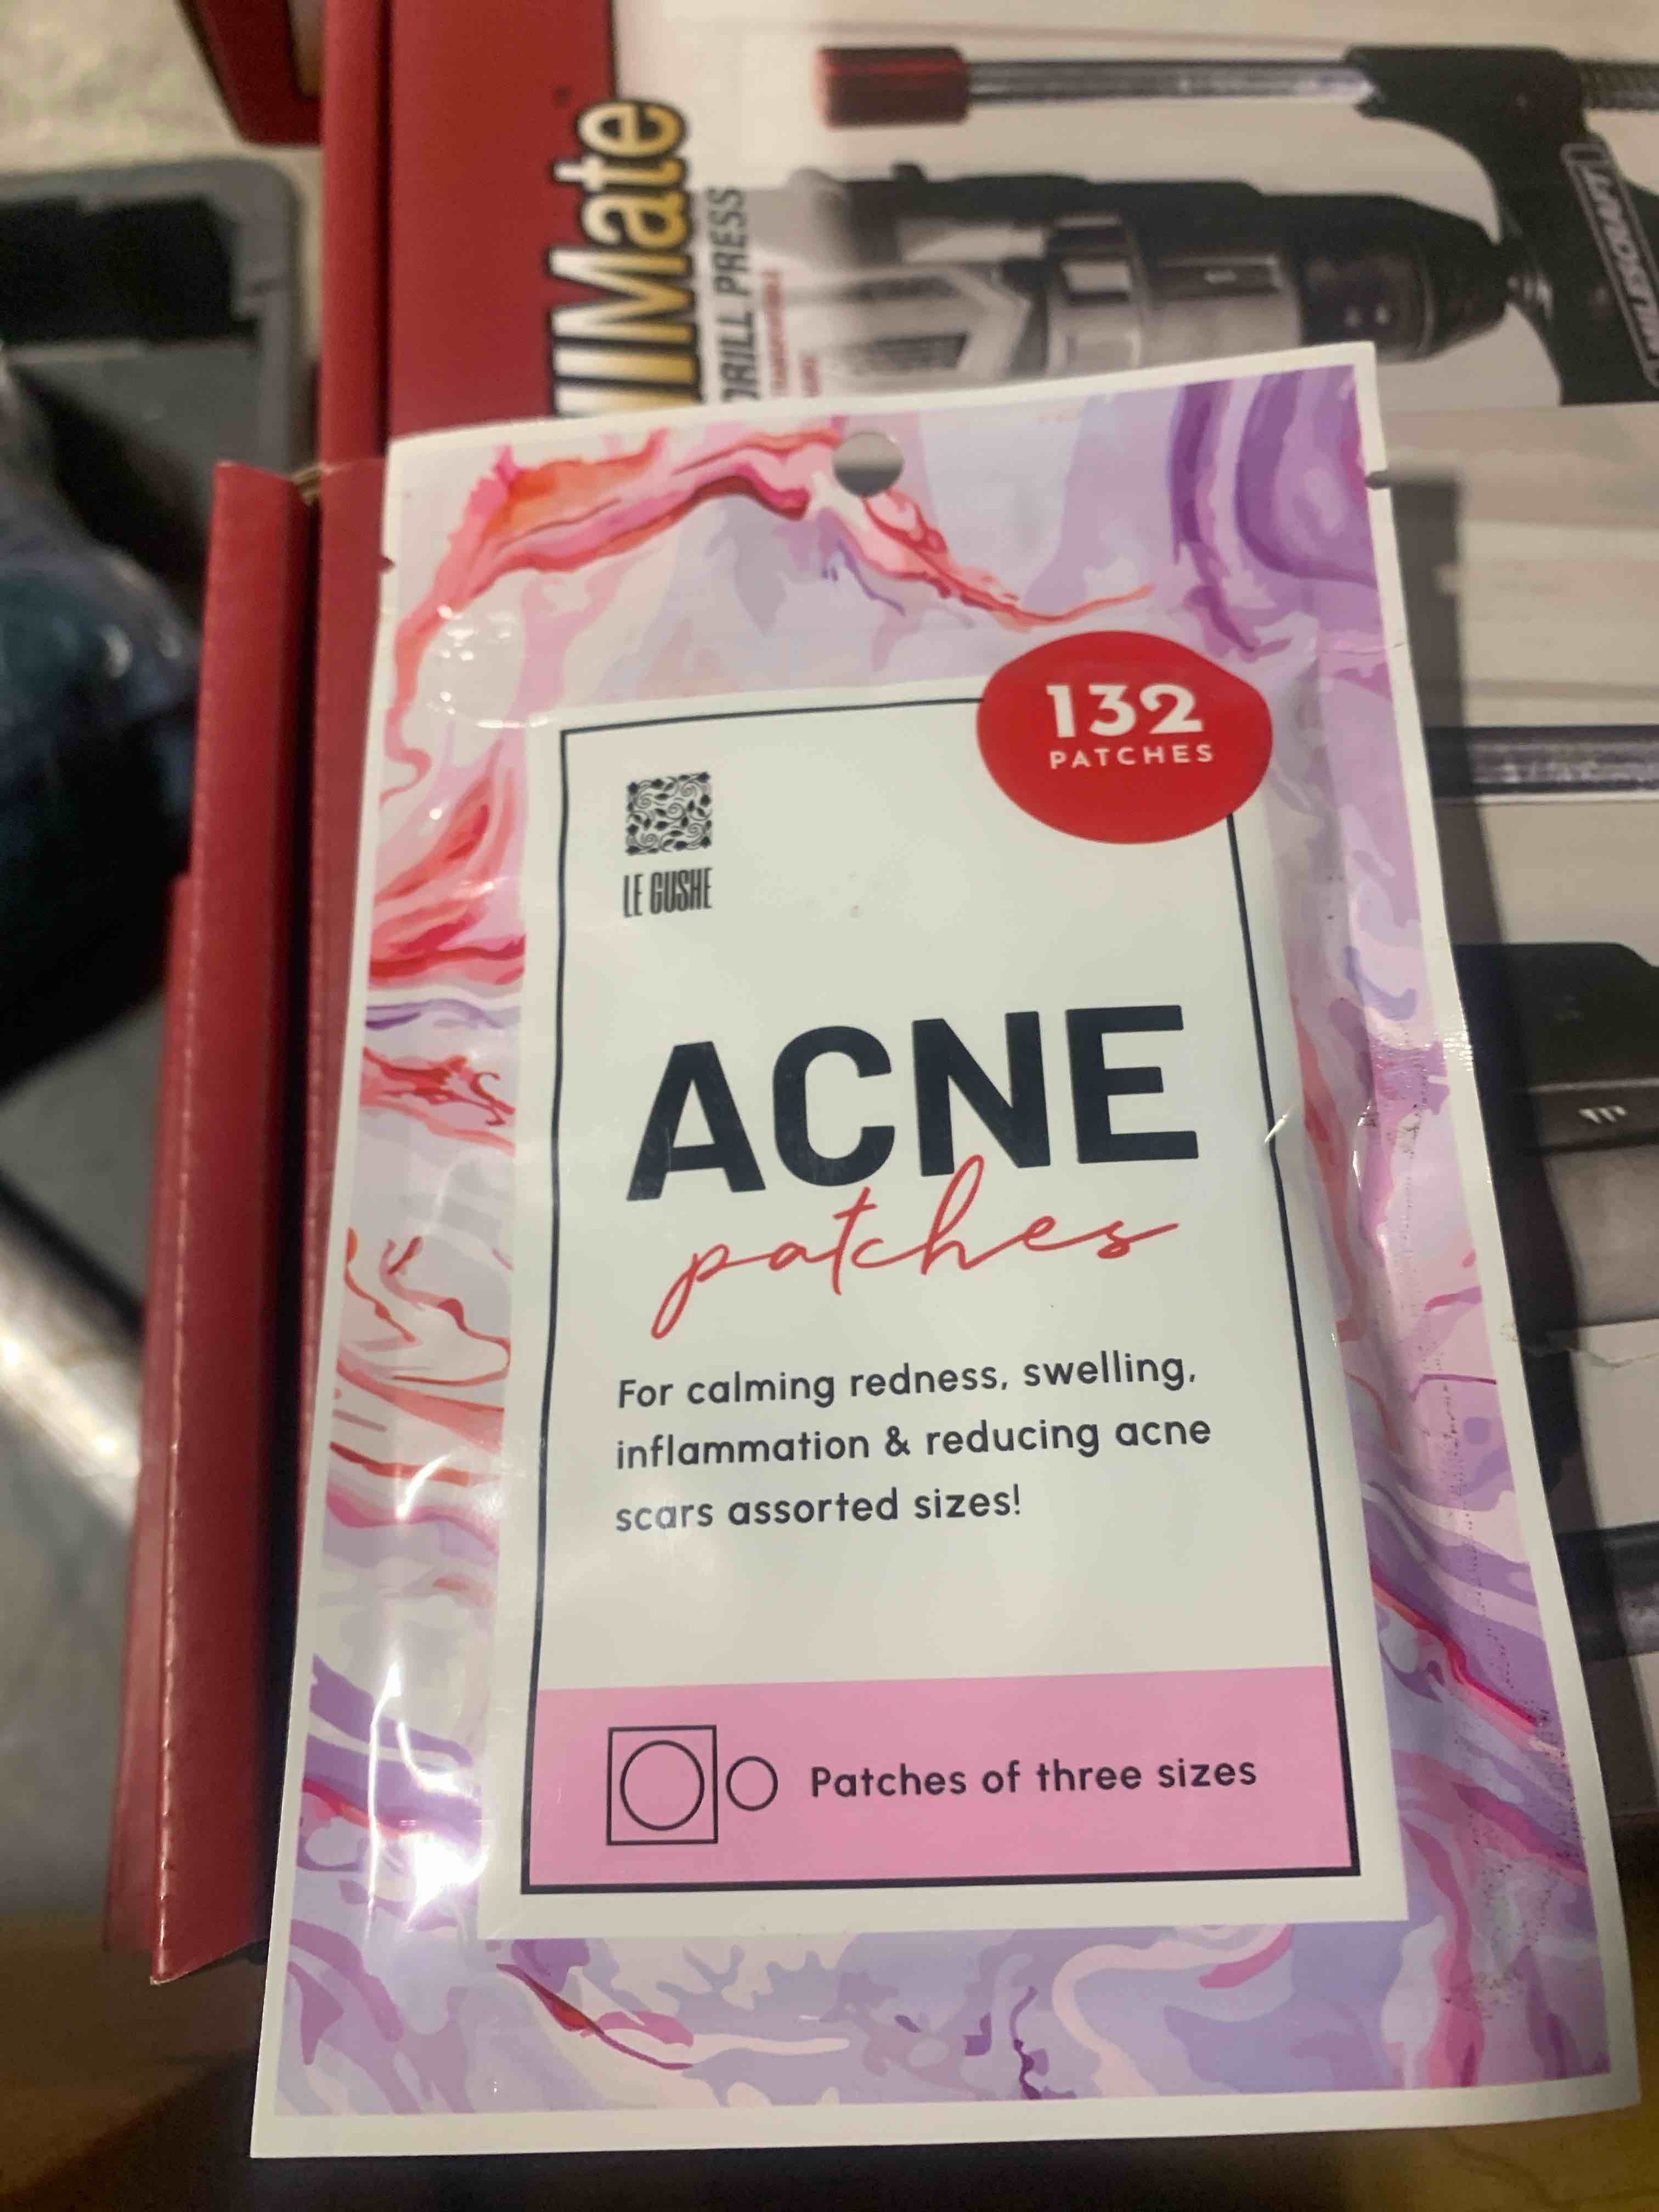 Mate
DRILL PRESS
132
PATCHES
LE GUSHE
ACNE
patches
For calming redness, swelling,
inflammation & reducing acne
scars assorted sizes!
Patches of three sizes